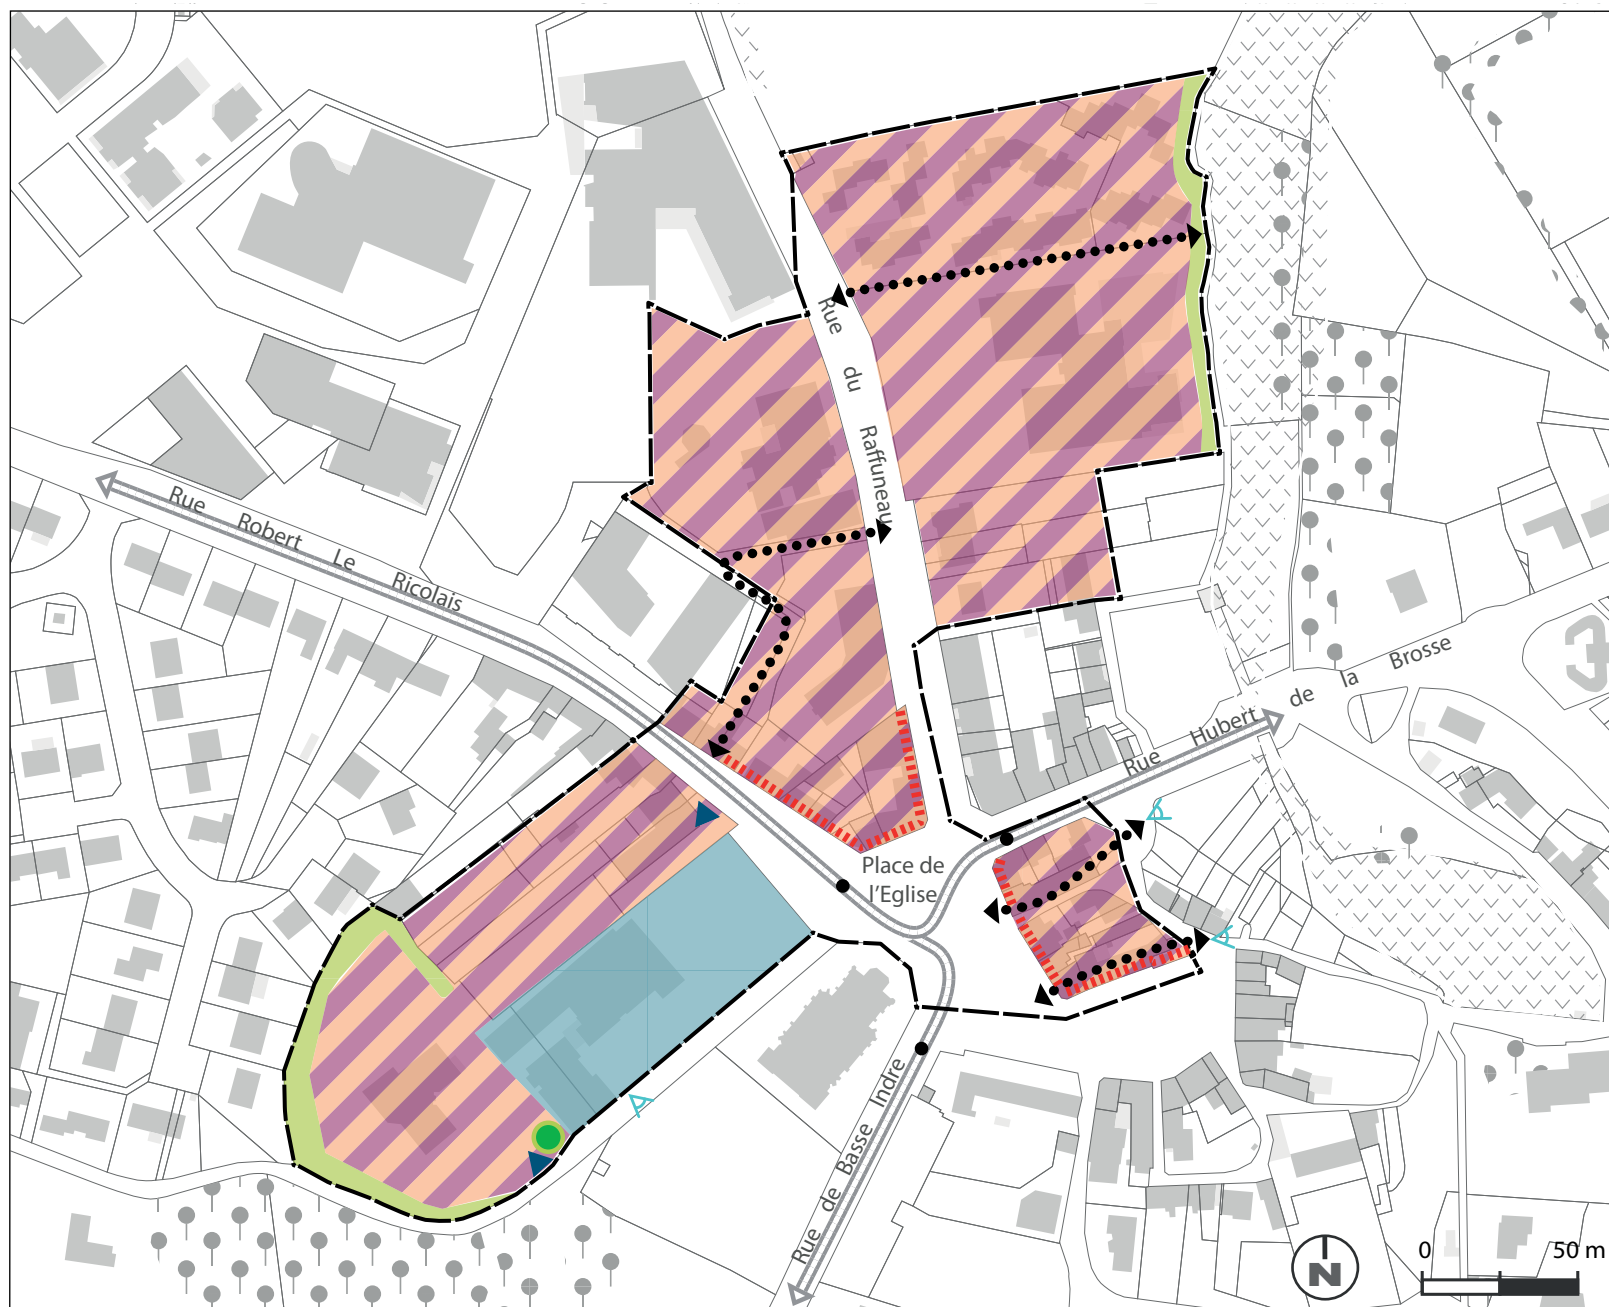 Rue du Raffuneau
Rue Robert Le Ricolais
Rue Hubert de la Brosse
Place de
l'Eglise
Rue de Basse Indre
N
0 50 m